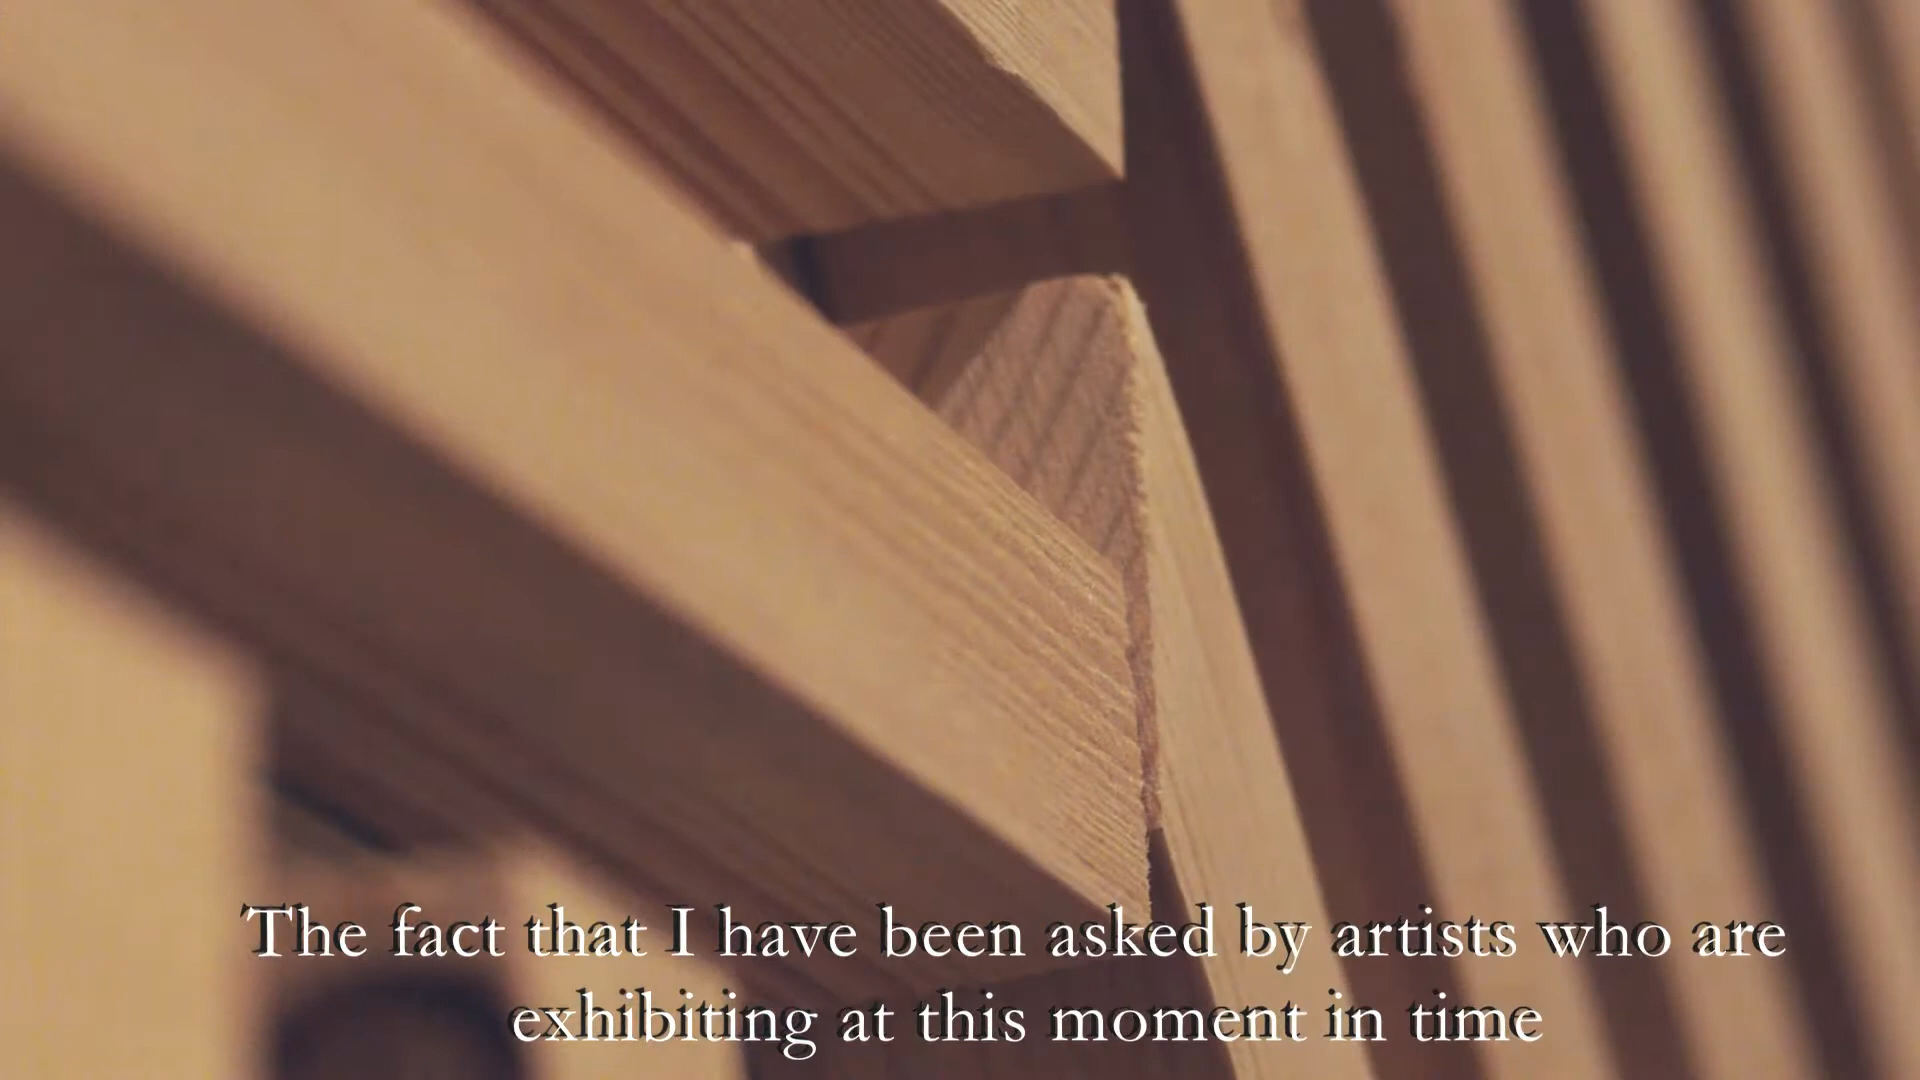 The fact that I have been asked by artists who are
exhibiting at this moment in time